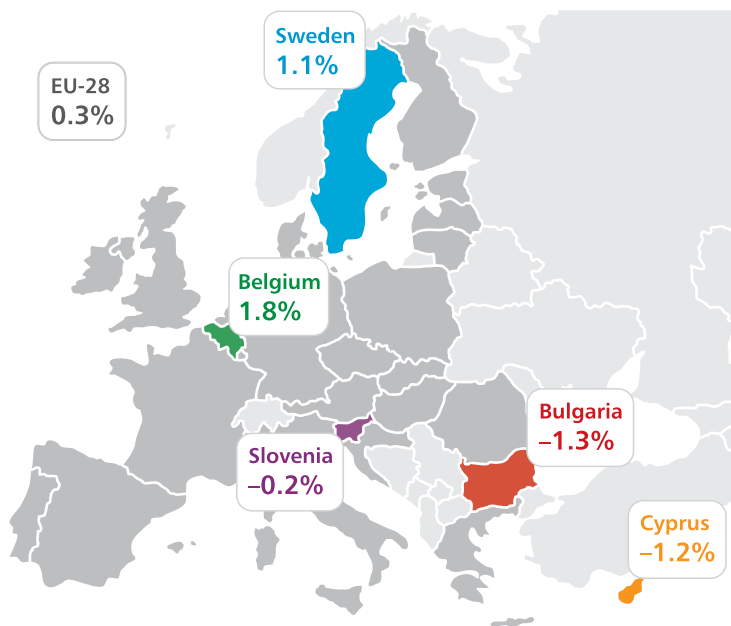 Sweden
1.1%
EU-28
0.3%
Belgium
1.8%
Bulgaria
–1.3%
Slovenia
–0.2%
Cyprus
–1.2%